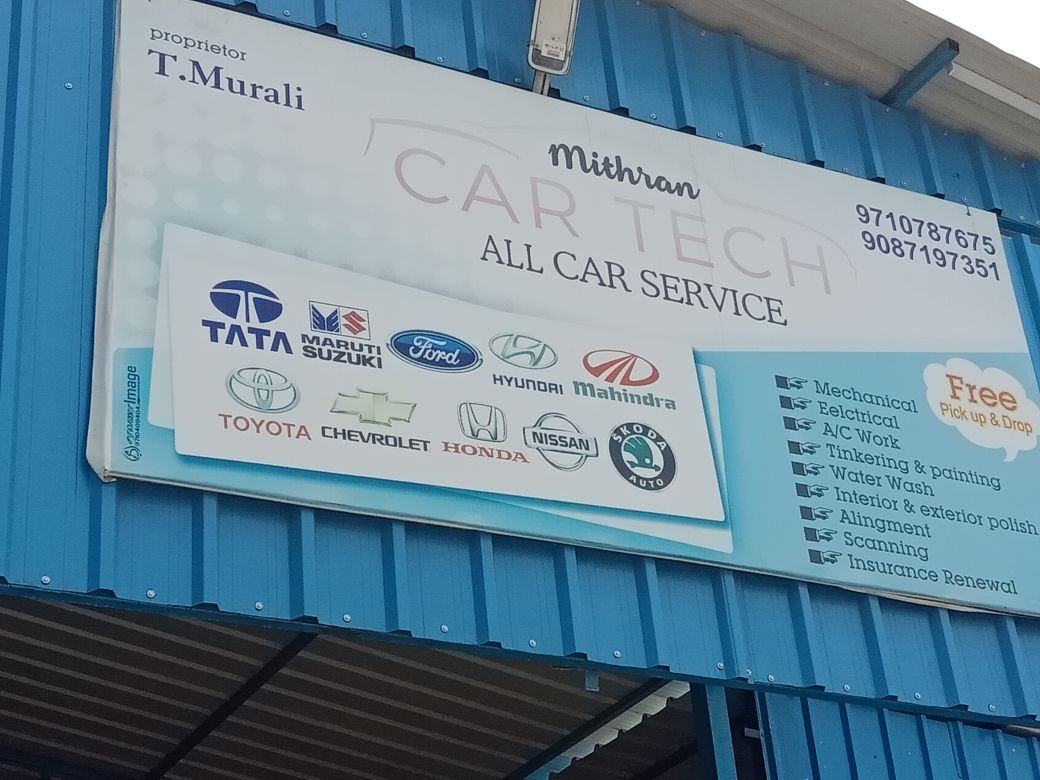 proprietor
T.Murali
Mithran
CAR TECH
ALL CAR SERVICE
9710787675
9087197351
TATA
MARUTI
SUZUKI
Ford
HYUNDAI
Mahindra
TOYOTA
CHEVROLET
HONDA
NISSAN
ŠKODA
AUTO
Mechanical
Eelctrical
A/C Work
Tinkering & painting
Water Wash
Interior & exterior polish
Alingment
Scanning
Insurance Renewal
Free
Pick up & Drop
Image